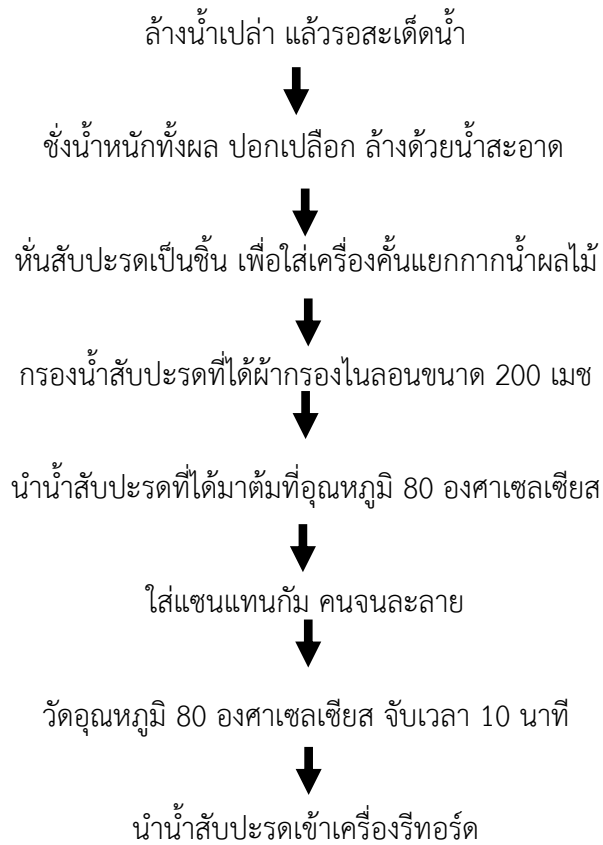 ล้างน้ำเปล่า แล้วรอสะเด็ดน้ำ
ชั่งน้ำหนักทั้งผล ปอกเปลือก ล้างด้วยน้ำสะอาด
หั่นสับปะรดเป็นชิ้น เพื่อใส่เครื่องคั้นแยกกากน้ำผลไม้
กรองน้ำสับปะรดที่ได้ผ้ากรองไนลอนขนาด 200 เมช
นำน้ำสับปะรดที่ได้มาต้มที่อุณหภูมิ 80 องศาเซลเซียส
ใส่แซนแทนกัม คนจนละลาย
วัดอุณหภูมิ 80 องศาเซลเซียส จับเวลา 10 นาที
นำน้ำสับปะรดเข้าเครื่องรีทอร์ด